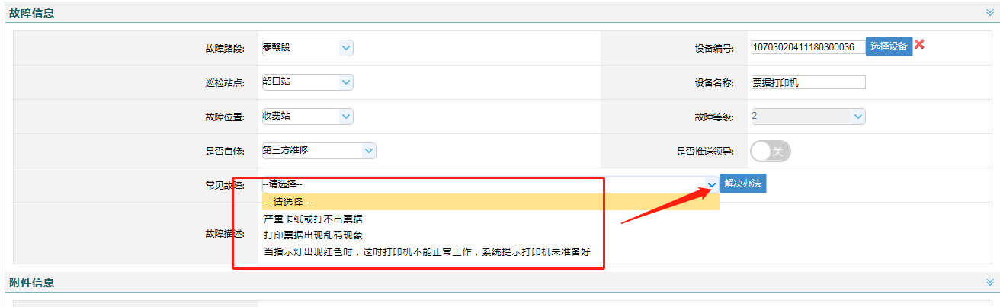 故障信息
故障路段: 泰赣段 设备编号: 10703020411180300036 选择设备
巡检站点: 韶口站 设备名称: 票据打印机
故障位置: 收费站 故障等级: 2
是否自修: 第三方维修 是否推送领导: 关
常见故障: --请选择-- 解决办法
--请选择--
严重卡纸或打不出票据
故障描述: 打印票据出现乱码现象
当指示灯出现红色时，这时打印机不能正常工作，系统提示打印机未准备好
附件信息